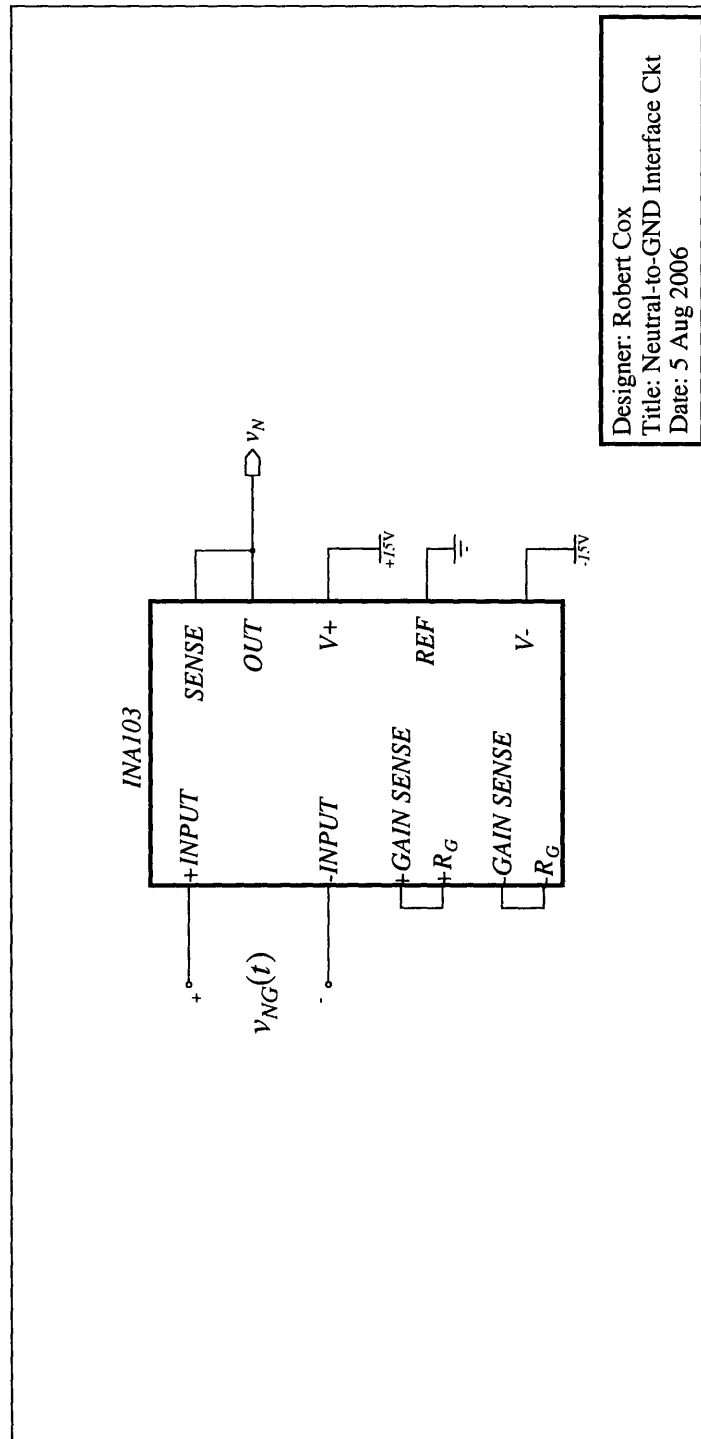 INA103
+INPUT
SENSE
+
v_N
OUT
v_NG(t)
-INPUT
V+
-
+15V
+GAIN SENSE
REF
+R_G
-GAIN SENSE
V-
-R_G
-15V
Designer: Robert Cox
Title: Neutral-to-GND Interface Ckt
Date: 5 Aug 2006